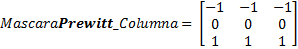 MascaraPrewitt_Columna = [ −1 −1 −1
0 0 0
1 1 1 ]